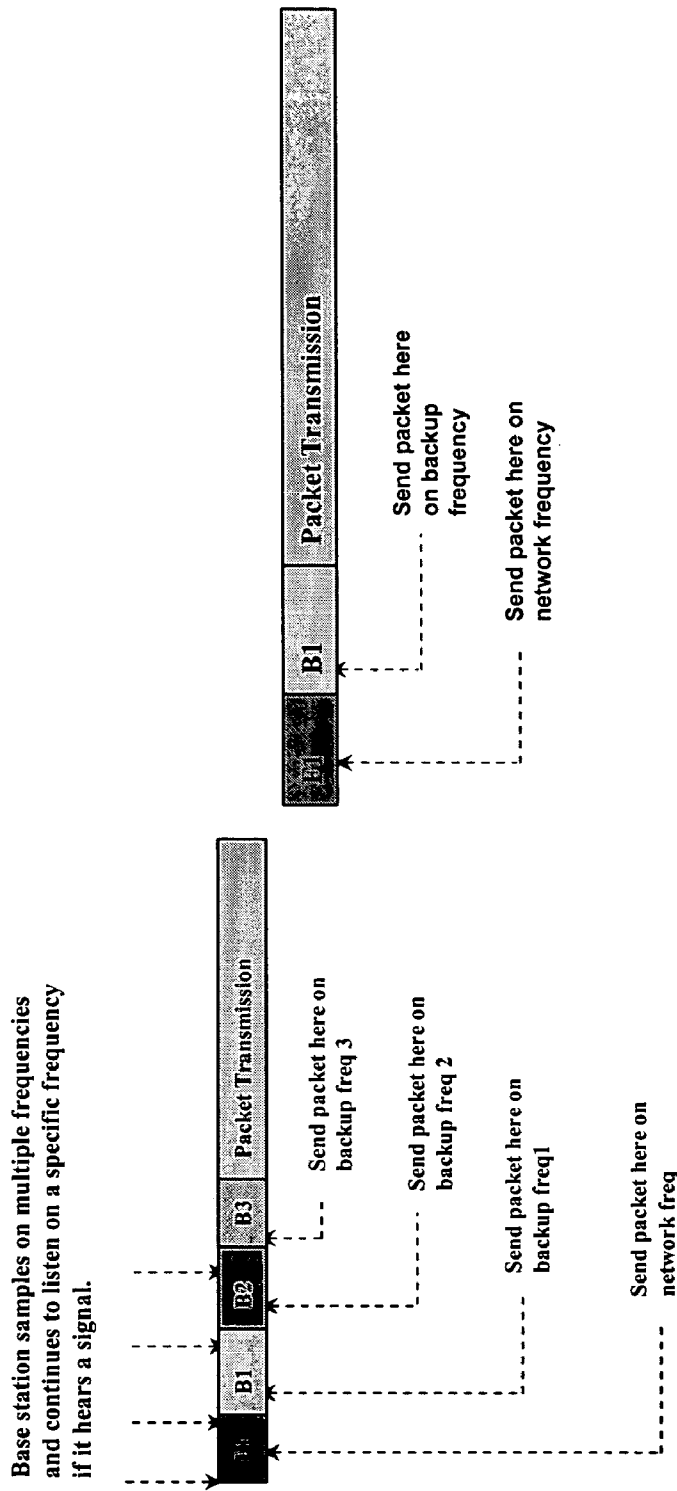 Base station samples on multiple frequencies
and continues to listen on a specific frequency
if it hears a signal.
B1
B2
B3
Packet Transmission
Send packet here on
backup freq 3
Send packet here on
backup freq 2
Send packet here on
backup freq1
Send packet here on
network freq
B1
Packet Transmission
Send packet here
on backup
frequency
Send packet here on
network frequency